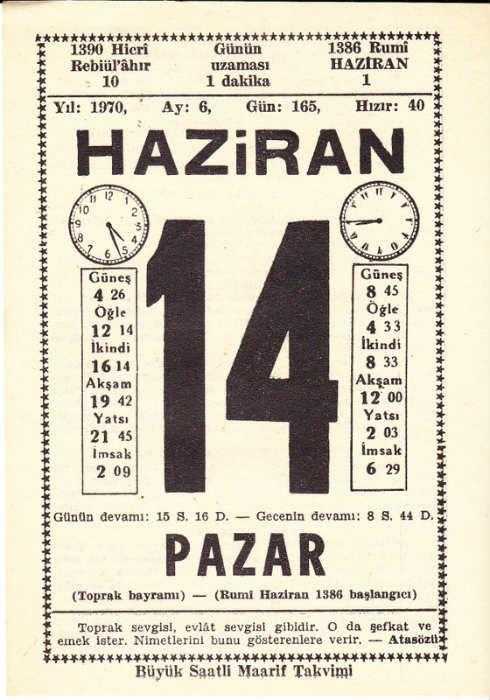 1390 Hicrî Günün 1386 Rumî
Rebiül'âhır uzaması HAZİRAN
10 1 dakika 1
Yıl: 1970, Ay: 6, Gün: 165, Hızır: 40
HAZiRAN
14
Güneş
4 26
Öğle
12 14
İkindi
16 14
Akşam
19 42
Yatsı
21 45
İmsak
2 09
Güneş
8 45
Öğle
4 33
İkindi
8 33
Akşam
12 00
Yatsı
2 03
İmsak
6 29
Günün devamı: 15 S. 16 D. — Gecenin devamı: 8 S. 44 D.
PAZAR
(Toprak bayramı) — (Rumî Haziran 1386 başlangıcı)
Toprak sevgisi, evlât sevgisi gibidir. O da şefkat ve
emek ister. Nimetlerini bunu gösterenlere verir. — Atasözü
Büyük Saatli Maarif Takvimi